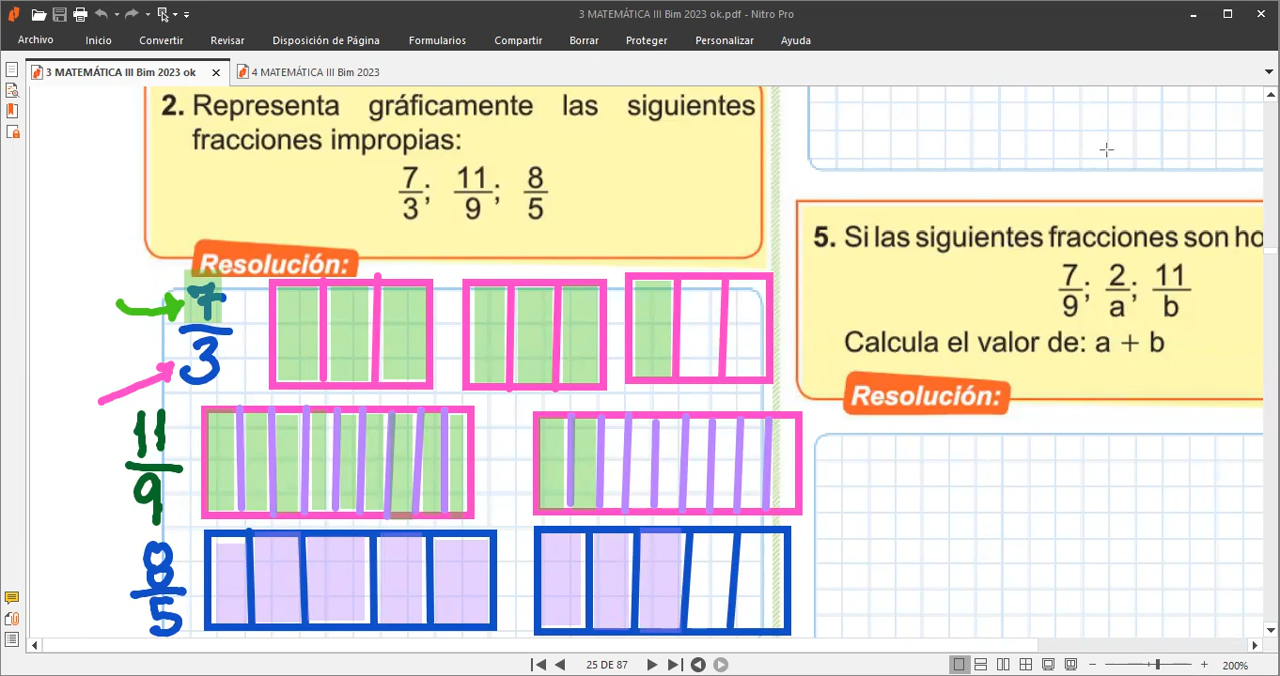 3 MATEMÁTICA III Bim 2023 ok.pdf - Nitro Pro
Archivo Inicio Convertir Revisar Disposición de Página Formularios Compartir Borrar Proteger Personalizar Ayuda
3 MATEMÁTICA III Bim 2023 ok 4 MATEMÁTICA III Bim 2023
2. Representa gráficamente las siguientes
fracciones impropias:
7/3; 11/9; 8/5
Resolución:
7/3
11/9
8/5
5. Si las siguientes fracciones son ho
7/9; 2/a; 11/b
Calcula el valor de: a + b
Resolución:
25 DE 87
200%